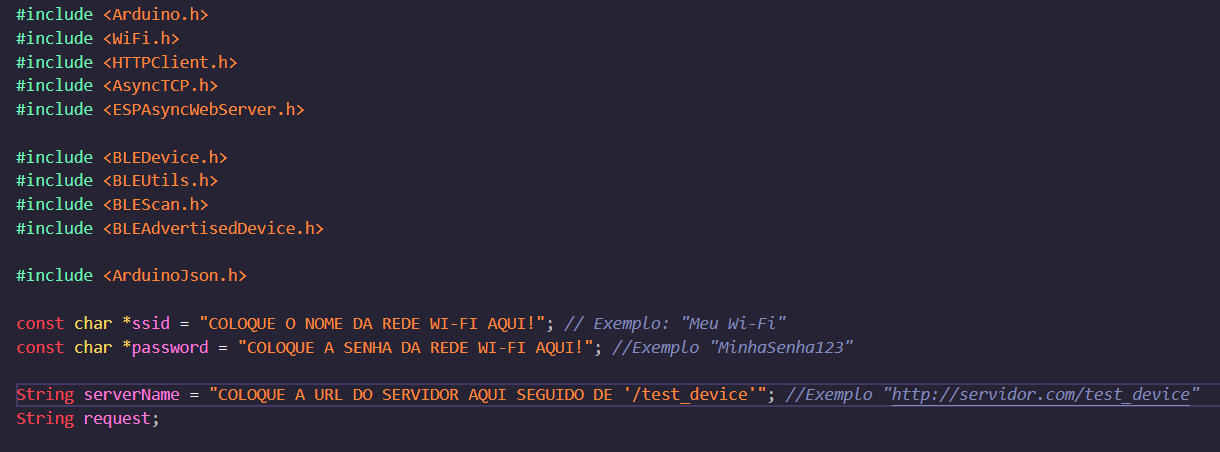 #include <Arduino.h>
#include <WiFi.h>
#include <HTTPClient.h>
#include <AsyncTCP.h>
#include <ESPAsyncWebServer.h>
#include <BLEDevice.h>
#include <BLEUtils.h>
#include <BLEScan.h>
#include <BLEAdvertisedDevice.h>
#include <ArduinoJson.h>
const char *ssid = "COLOQUE O NOME DA REDE WI-FI AQUI!"; // Exemplo: "Meu Wi-Fi"
const char *password = "COLOQUE A SENHA DA REDE WI-FI AQUI!"; //Exemplo "MinhaSenha123"
String serverName = "COLOQUE A URL DO SERVIDOR AQUI SEGUIDO DE '/test_device'"; //Exemplo "http://servidor.com/test_device"
String request;